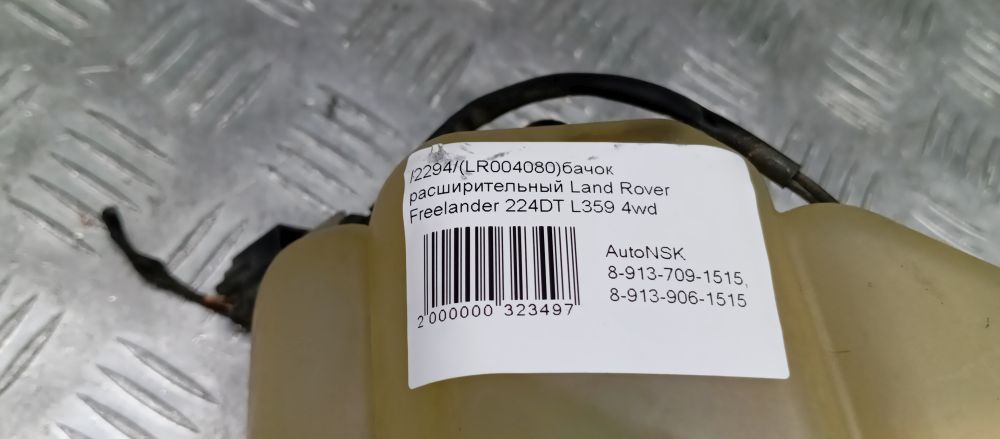 /2294/(LR004080)бачок
расширительный Land Rover
Freelander 224DT L359 4wd
AutoNSK
8-913-709-1515,
8-913-906-1515
2 000000 323497